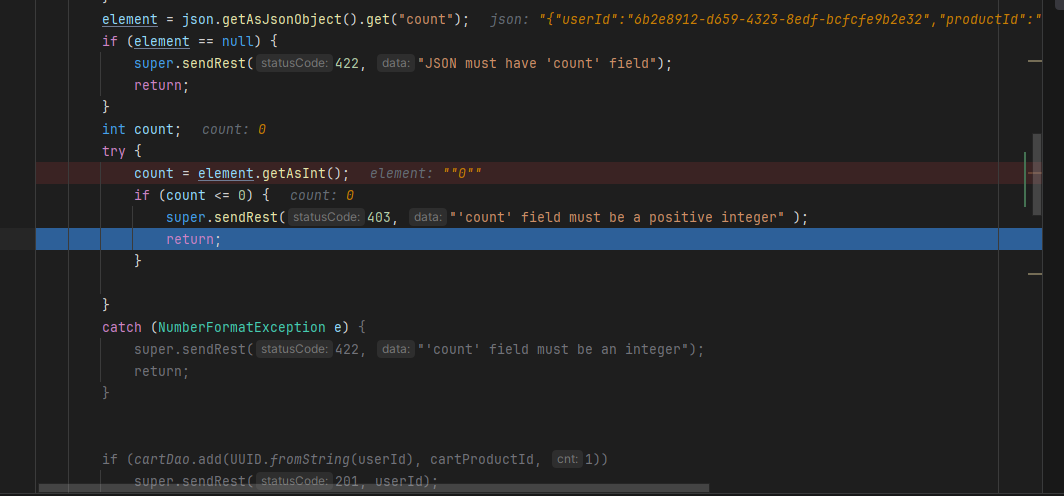 element = json.getAsJsonObject().get("count"); json: "{"userId":"6b2e8912-d659-4323-8edf-bcfcfe9b2e32","productId":"
if (element == null) {
super.sendRest( statusCode: 422, data: "JSON must have 'count' field");
return;
}
int count; count: 0
try {
count = element.getAsInt(); element: ""0""
if (count <= 0) { count: 0
super.sendRest( statusCode: 403, data: "'count' field must be a positive integer" );
return;
}
}
catch (NumberFormatException e) {
super.sendRest( statusCode: 422, data: "'count' field must be an integer");
return;
}
if (cartDao.add(UUID.fromString(userId), cartProductId, cnt: 1))
super.sendRest( statusCode: 201, userId);